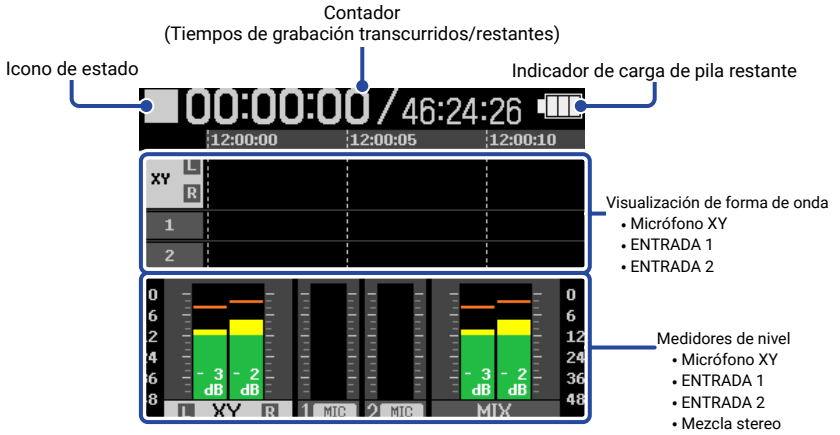 Contador
(Tiempos de grabación transcurridos/restantes)
Icono de estado
Indicador de carga de pila restante
00:00:00/46:24:26
12:00:00 12:00:05 12:00:10
XY L
R
1
2
Visualización de forma de onda
• Micrófono XY
• ENTRADA 1
• ENTRADA 2
0 0
6 6
2 12
4 24
36 36
8 48
- 3 dB - 2 dB
- 3 dB - 2 dB
L XY R 1 MIC 2 MIC MIX
Medidores de nivel
• Micrófono XY
• ENTRADA 1
• ENTRADA 2
• Mezcla stereo